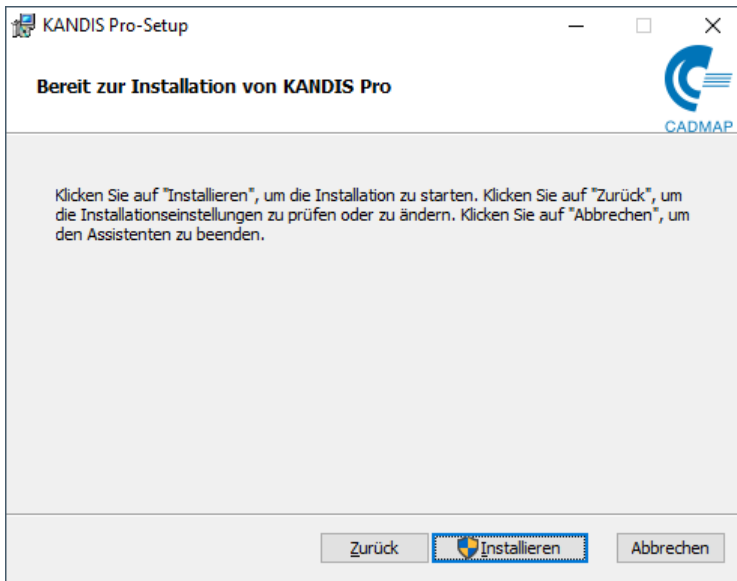 KANDIS Pro-Setup
Bereit zur Installation von KANDIS Pro
CADMAP
Klicken Sie auf "Installieren", um die Installation zu starten. Klicken Sie auf "Zurück", um
die Installationseinstellungen zu prüfen oder zu ändern. Klicken Sie auf "Abbrechen", um
den Assistenten zu beenden.
Zurück Installieren Abbrechen